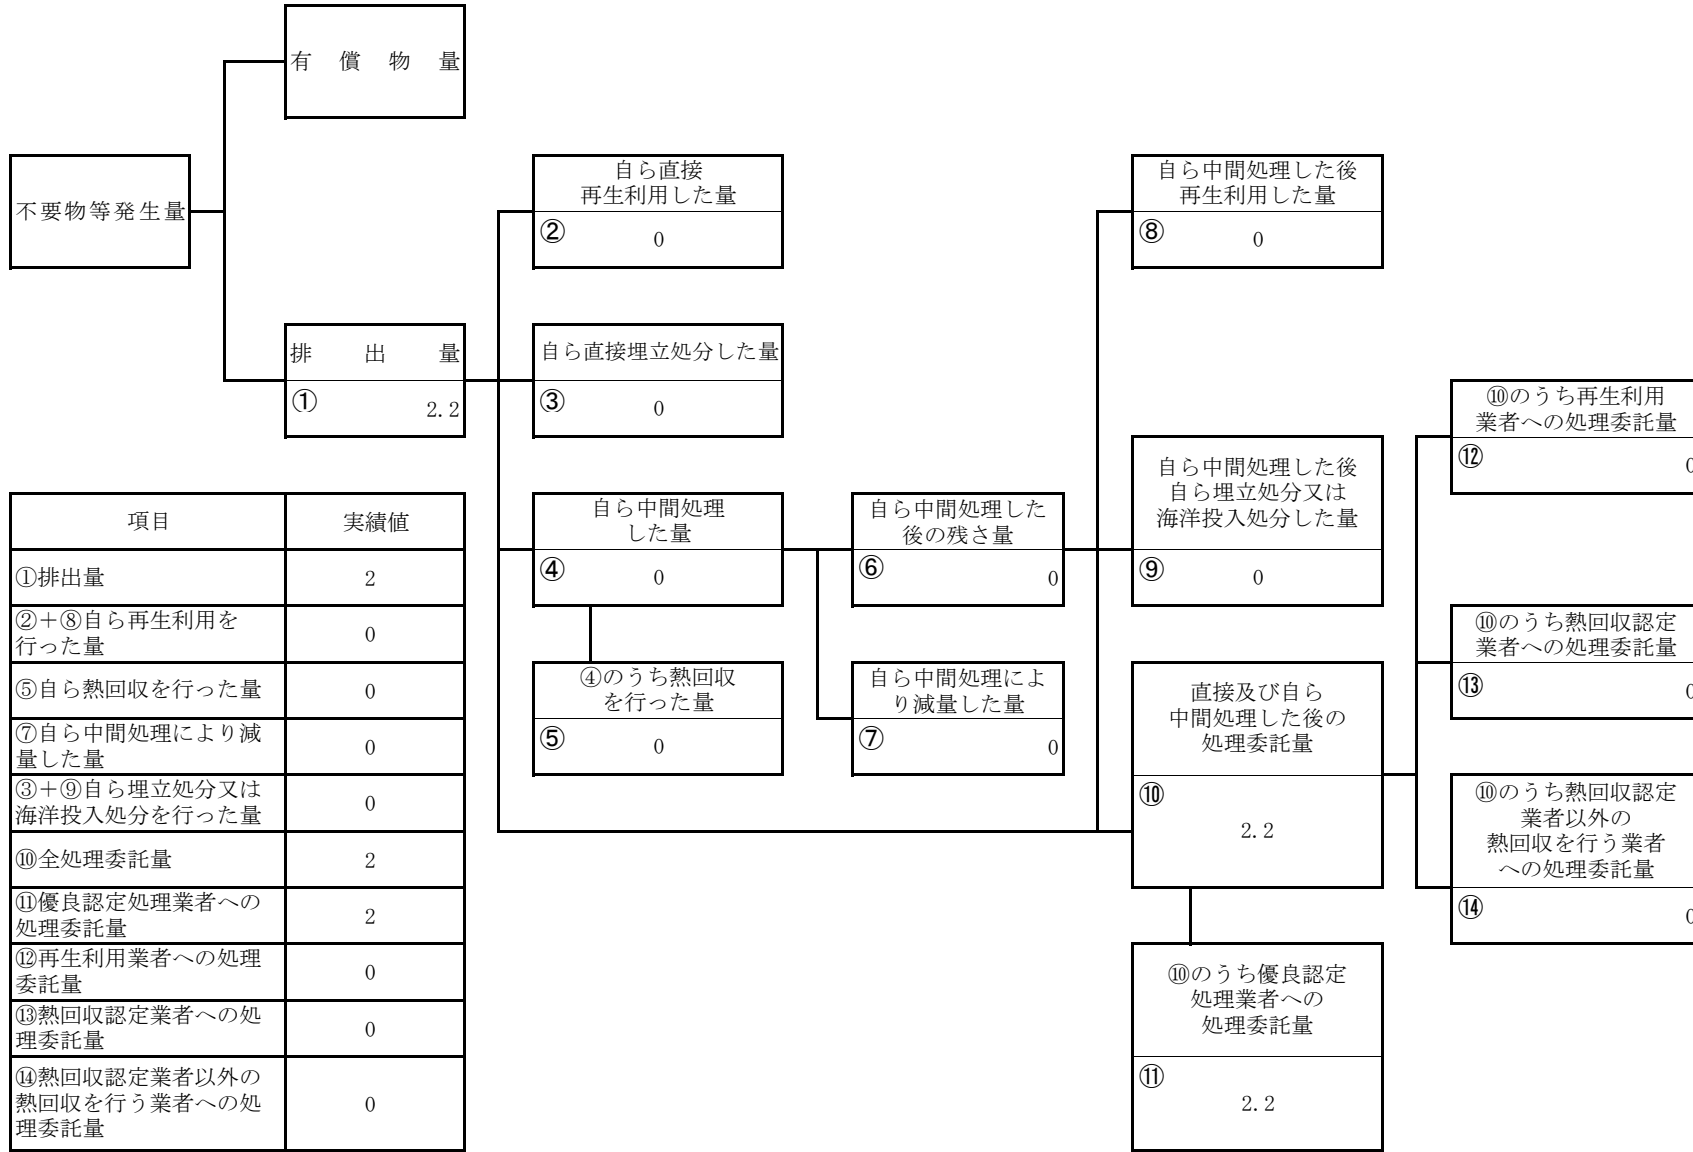 有償物量
不要物等発生量
排出量
①
2.2
自ら直接
再生利用した量
②
0
自ら直接埋立処分した量
③
0
自ら中間処理
した量
④
0
④のうち熱回収
を行った量
⑤
0
自ら中間処理した
後の残さ量
⑥
0
自ら中間処理によ
り減量した量
⑦
0
自ら中間処理した後
再生利用した量
⑧
0
自ら中間処理した後
自ら埋立処分又は
海洋投入処分した量
⑨
0
直接及び自ら
中間処理した後の
処理委託量
⑩
2.2
⑩のうち優良認定
処理業者への
処理委託量
⑪
2.2
⑩のうち再生利用
業者への処理委託量
⑫
0
⑩のうち熱回収認定
業者への処理委託量
⑬
0
⑩のうち熱回収認定
業者以外の
熱回収を行う業者
への処理委託量
⑭
0
項目 実績値
①排出量 2
②＋⑧自ら再生利用を
行った量 0
⑤自ら熱回収を行った量 0
⑦自ら中間処理により減
量した量 0
③＋⑨自ら埋立処分又は
海洋投入処分を行った量 0
⑩全処理委託量 2
⑪優良認定処理業者への
処理委託量 2
⑫再生利用業者への処理
委託量 0
⑬熱回収認定業者への処
理委託量 0
⑭熱回収認定業者以外の
熱回収を行う業者への処 0
理委託量